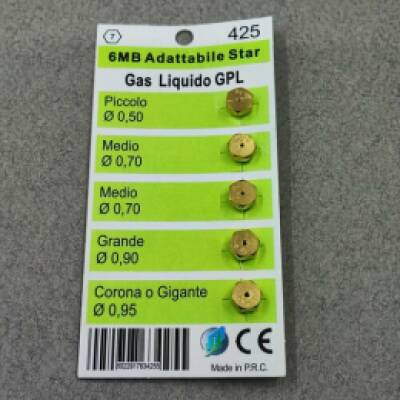 7
425
6MB Adattabile Star
Gas Liquido GPL
Piccolo
Ø 0,50
Medio
Ø 0,70
Medio
Ø 0,70
Grande
Ø 0,90
Corona o Gigante
Ø 0,95
CE
Made in P.R.C.